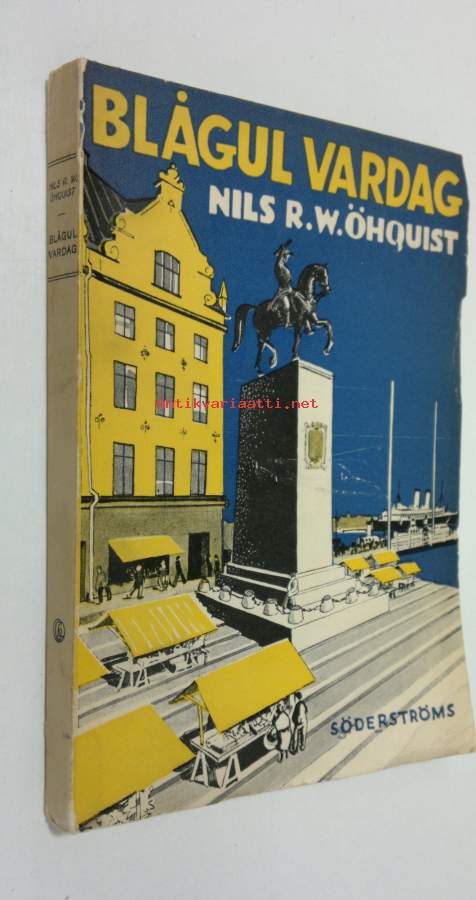 BLÅGUL VARDAG
NILS R.W. ÖHQUIST
NILS R. W.
ÖHQUIST
BLÅGUL
VARDAG
antikvariaatti.net
SÖDERSTRÖMS